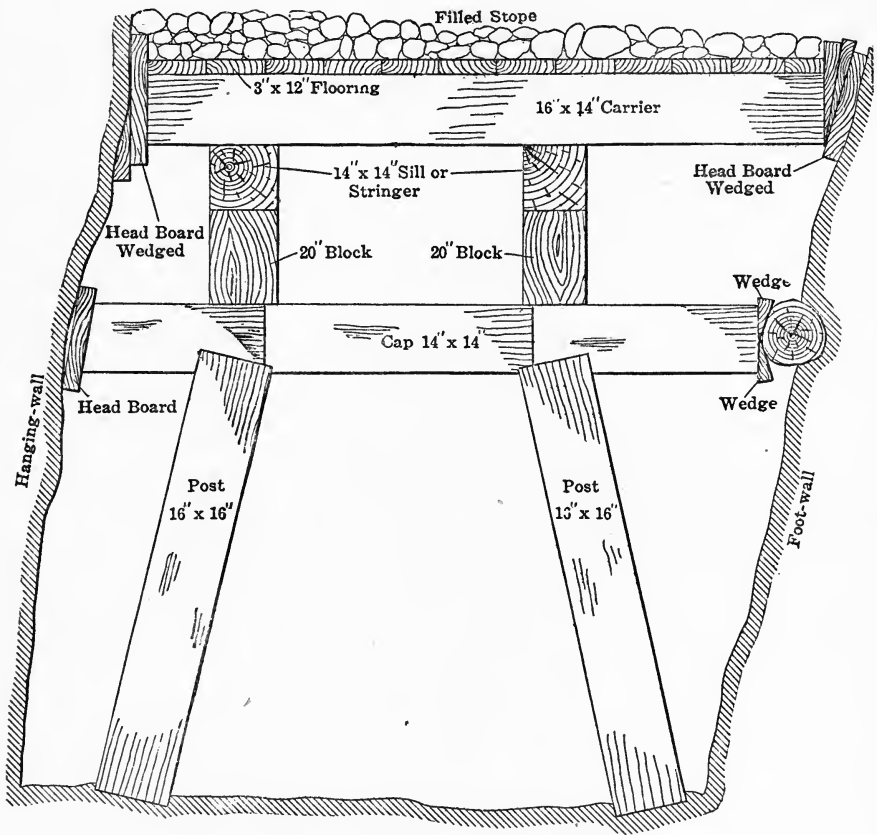 Filled Stope
3"x 12" Flooring
16"x 14" Carrier
14"x 14" Sill or
Stringer
Head Board
Wedged
Head Board
Wedged
20" Block
20" Block
Wedge
Cap 14"x 14"
Head Board
Wedge
Hanging-wall
Foot-wall
Post
16"x 16"
Post
16"x 16"